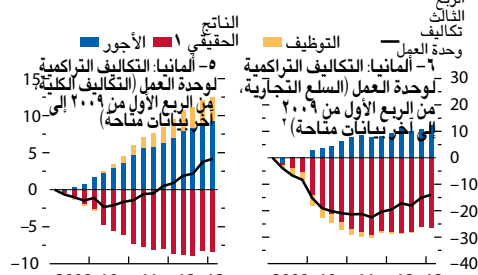 الربع
الثالث
تكاليف
وحدة العمل
الناتج
الحقيقي ١
الأجور
التوظيف
٥- ألمانيا: التكاليف التراكمية
لوحدة العمل (التكاليف الكلية،
من الربع الأول من ٢٠٠٩ إلى
آخر بيانات متاحة)
15
10
5
0
–5
–10
٦- ألمانيا: التكاليف التراكمية
لوحدة العمل (السلع التجارية،
من الربع الأول من ٢٠٠٩
إلى آخر بيانات متاحة) ٢
30
20
10
0
–10
–20
–30
–40